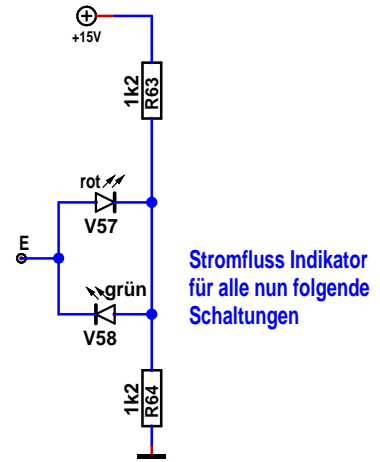 +15V
1k2
R63
rot
V57
E
grün
V58
Stromfluss Indikator
für alle nun folgende
Schaltungen
1k2
R64